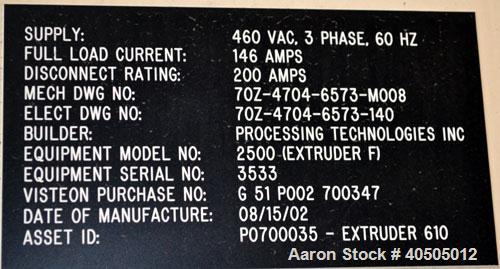 SUPPLY: 460 VAC, 3 PHASE, 60 HZ
FULL LOAD CURRENT: 146 AMPS
DISCONNECT RATING: 200 AMPS
MECH DWG NO: 70Z-4704-6573-M008
ELECT DWG NO: 70Z-4704-6573-140
BUILDER: PROCESSING TECHNOLOGIES INC
EQUIPMENT MODEL NO: 2500 (EXTRUDER F)
EQUIPMENT SERIAL NO: 3533
VISTEON PURCHASE NO: G 51 P002 700347
DATE OF MANUFACTURE: 08/15/02
ASSET ID: P0700035 - EXTRUDER 610
Aaron Stock # 40505012